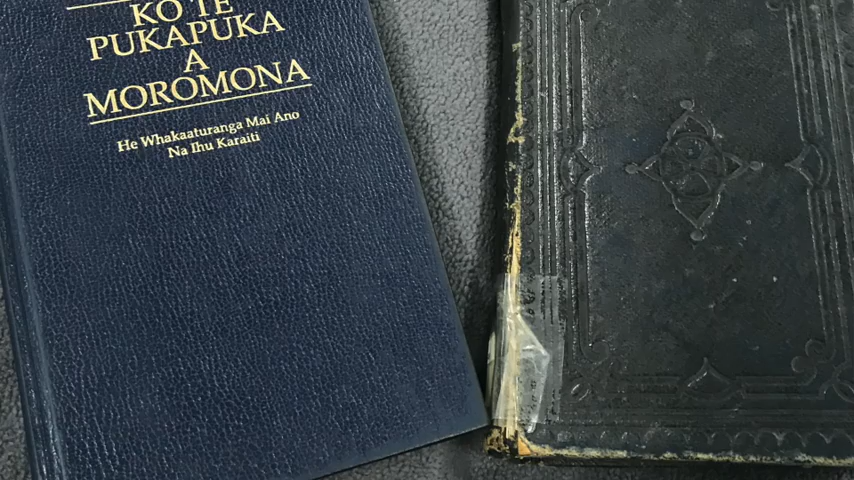 KO TE
PUKAPUKA
A
MOROMONA
He Whakaaturanga Mai Ano
Na Ihu Karaiti